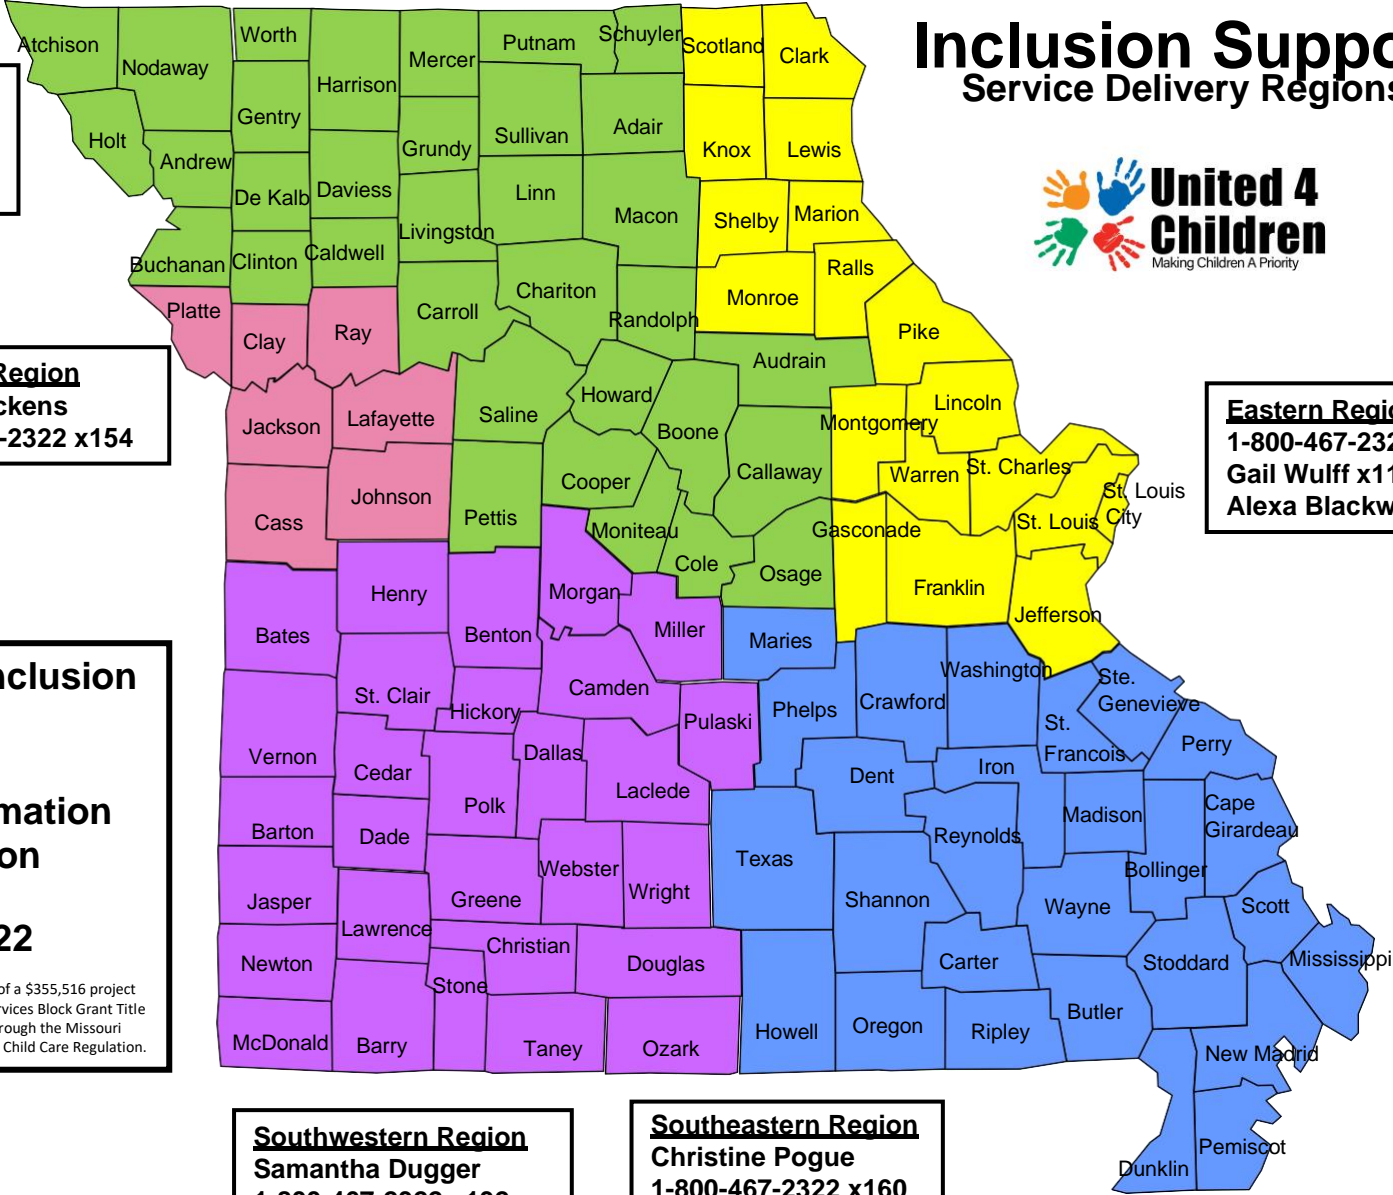 Inclusion Suppo
Service Delivery Regions
United 4
Children
Making Children A Priority
Atchison
Nodaway
Worth
Harrison
Mercer
Putnam
Schuyler
Scotland
Clark
Holt
Gentry
Andrew
De Kalb
Daviess
Grundy
Sullivan
Adair
Knox
Lewis
Linn
Macon
Shelby
Marion
Livingston
Buchanan
Clinton
Caldwell
Chariton
Randolph
Monroe
Ralls
Platte
Clay
Ray
Carroll
Pike
Audrain
Howard
Saline
Lafayette
Jackson
Boone
Montgomery
Lincoln
Callaway
Warren
St. Charles
Cooper
Johnson
Cass
Pettis
Moniteau
Gasconade
St. Louis
St. Louis
City
Cole
Osage
Franklin
Jefferson
Henry
Morgan
Bates
Benton
Miller
Maries
St. Clair
Hickory
Camden
Pulaski
Phelps
Crawford
Washington
Ste.
Genevieve
St.
Francois
Perry
Vernon
Cedar
Dallas
Polk
Laclede
Dent
Iron
Madison
Cape
Girardeau
Barton
Dade
Texas
Reynolds
Bollinger
Webster
Wright
Jasper
Greene
Shannon
Wayne
Scott
Lawrence
Christian
Newton
Stone
Douglas
Carter
Stoddard
Mississippi
McDonald
Barry
Taney
Ozark
Howell
Oregon
Ripley
Butler
New Madrid
Dunklin
Pemiscot
Region
ckens
-2322 x154
Eastern Regio
1-800-467-232
Gail Wulff x11
Alexa Blackw
nclusion
mation
on
22
of a $355,516 project
rvices Block Grant Title
rough the Missouri
Child Care Regulation.
Southwestern Region
Samantha Dugger
Southeastern Region
Christine Pogue
1-800-467-2322 x160